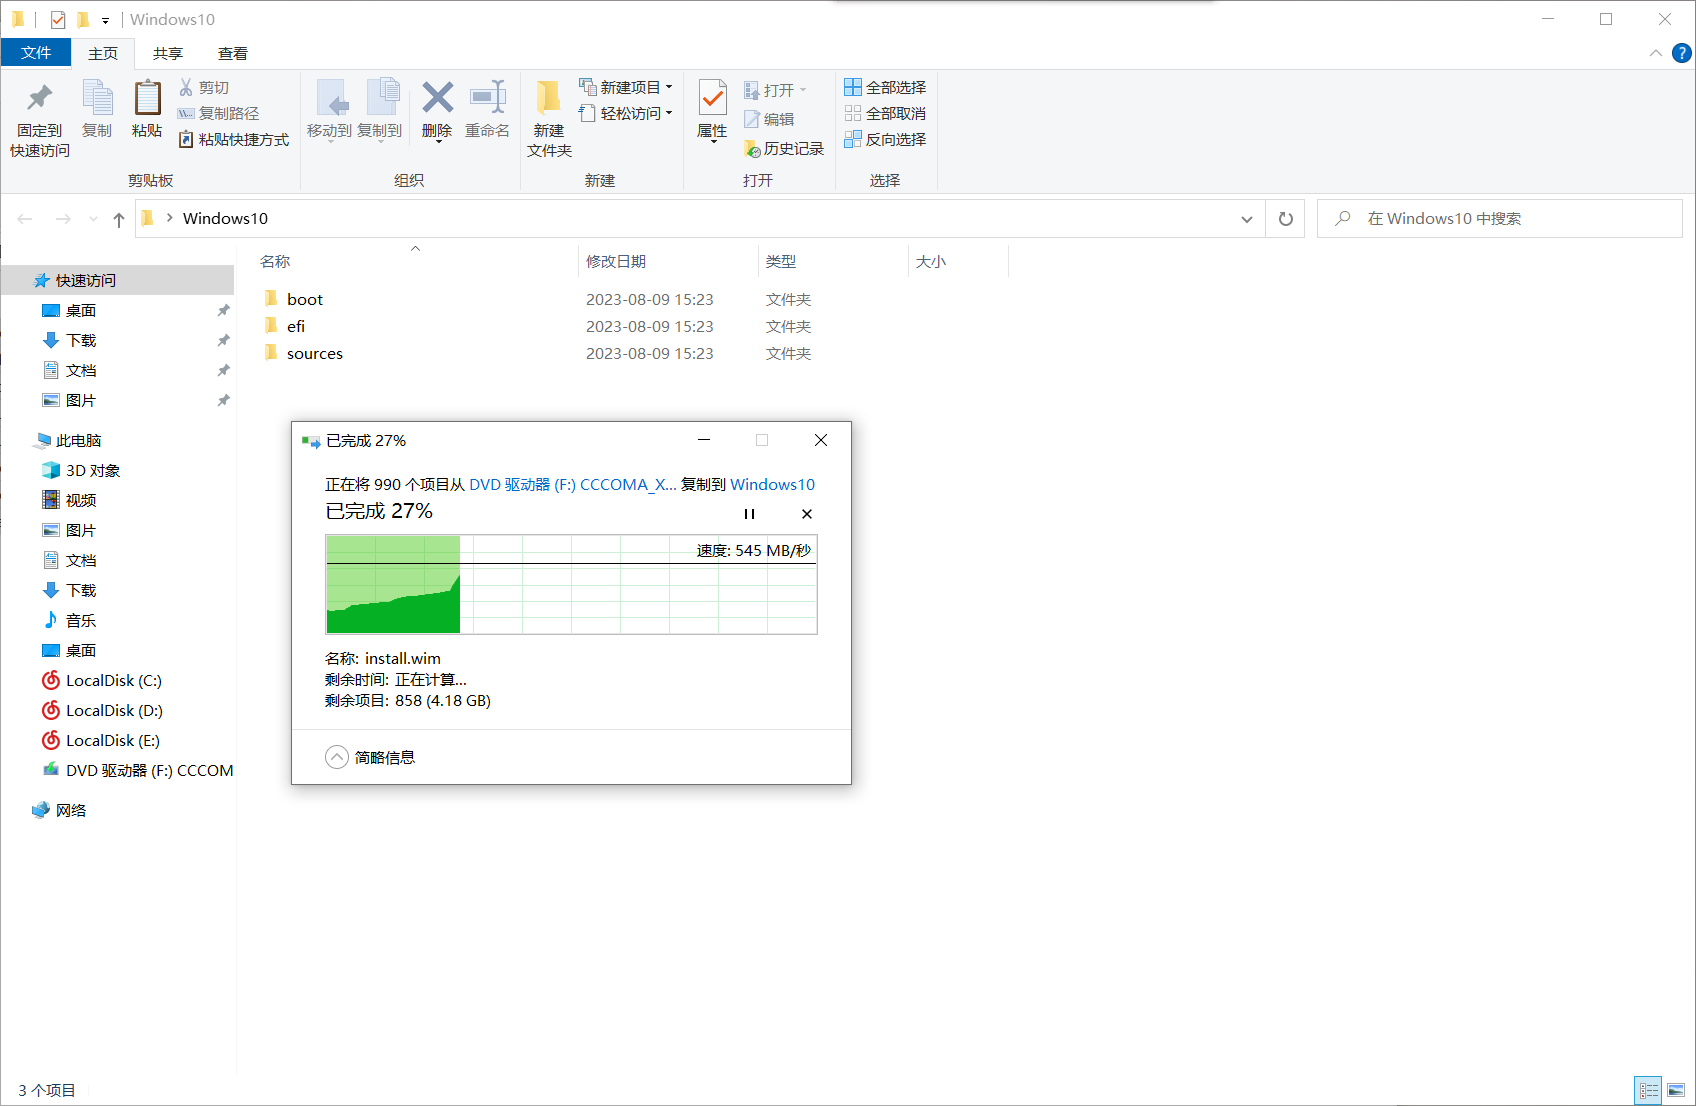 Windows10
文件 主页 共享 查看
固定到
快速访问
复制
粘贴
剪切
复制路径
粘贴快捷方式
剪贴板
移动到
复制到
删除
重命名
组织
新建
文件夹
新建项目
轻松访问
新建
属性
打开
编辑
历史记录
打开
全部选择
全部取消
反向选择
选择
Windows10
在 Windows10 中搜索
名称 修改日期 类型 大小
boot 2023-08-09 15:23 文件夹
efi 2023-08-09 15:23 文件夹
sources 2023-08-09 15:23 文件夹
快速访问
桌面
下载
文档
图片
此电脑
3D 对象
视频
图片
文档
下载
音乐
桌面
LocalDisk (C:)
LocalDisk (D:)
LocalDisk (E:)
DVD 驱动器 (F:) CCCOM
网络
已完成 27%
正在将 990 个项目从 DVD 驱动器 (F:) CCCOMA_X... 复制到 Windows10
已完成 27%
速度: 545 MB/秒
名称: install.wim
剩余时间: 正在计算...
剩余项目: 858 (4.18 GB)
简略信息
3 个项目